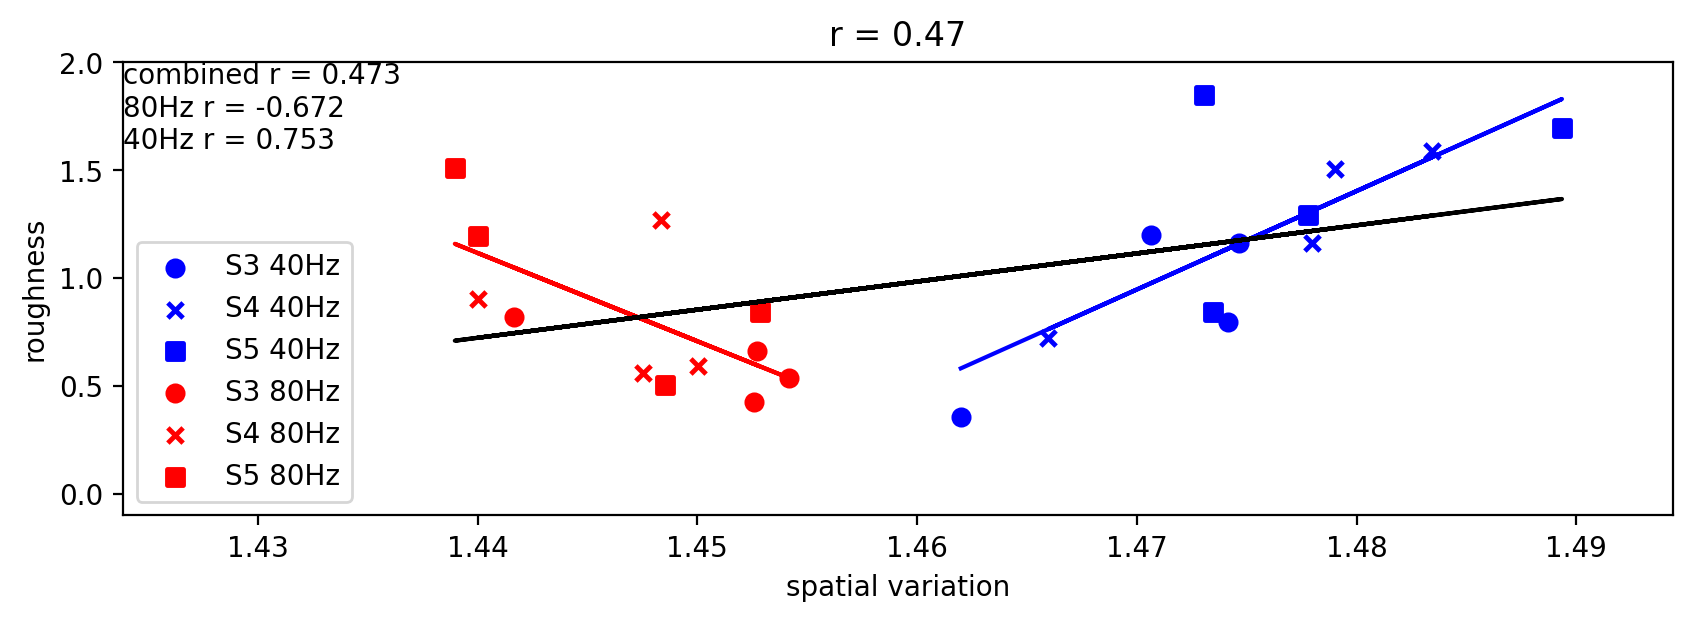 r = 0.47
combined r = 0.473
80Hz r = -0.672
40Hz r = 0.753
2.0
1.5
1.0
0.5
0.0
roughness
S3 40Hz
S4 40Hz
S5 40Hz
S3 80Hz
S4 80Hz
S5 80Hz
1.43 1.44 1.45 1.46 1.47 1.48 1.49
spatial variation